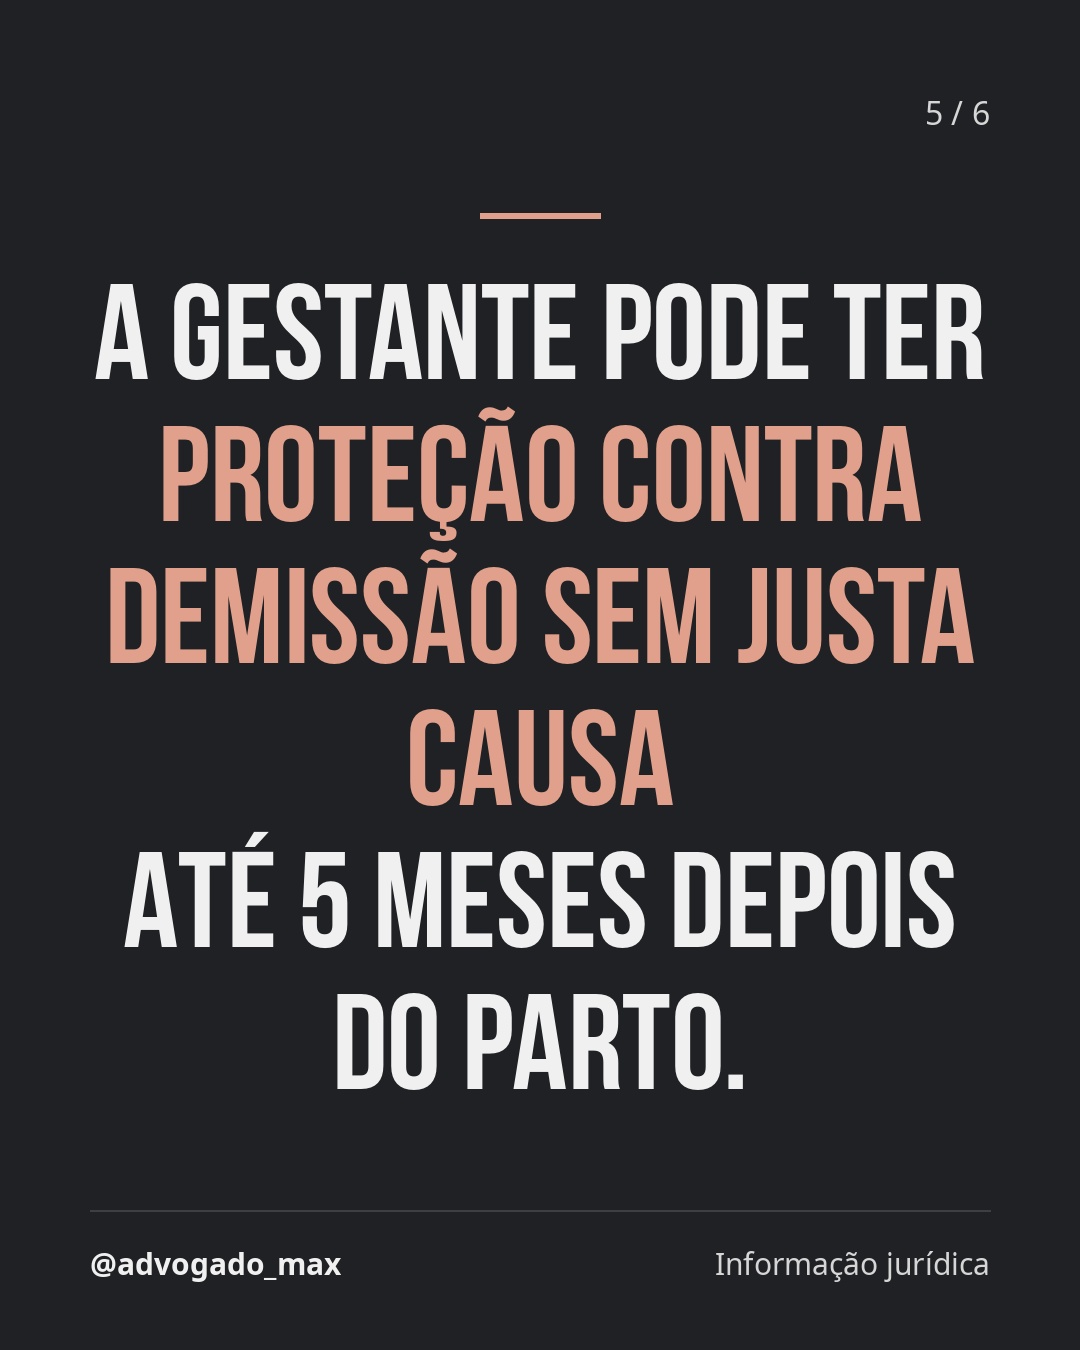 5 / 6
A GESTANTE PODE TER
PROTEÇÃO CONTRA
DEMISSÃO SEM JUSTA
CAUSA
ATÉ 5 MESES DEPOIS
DO PARTO.
@advogado_max
Informação jurídica